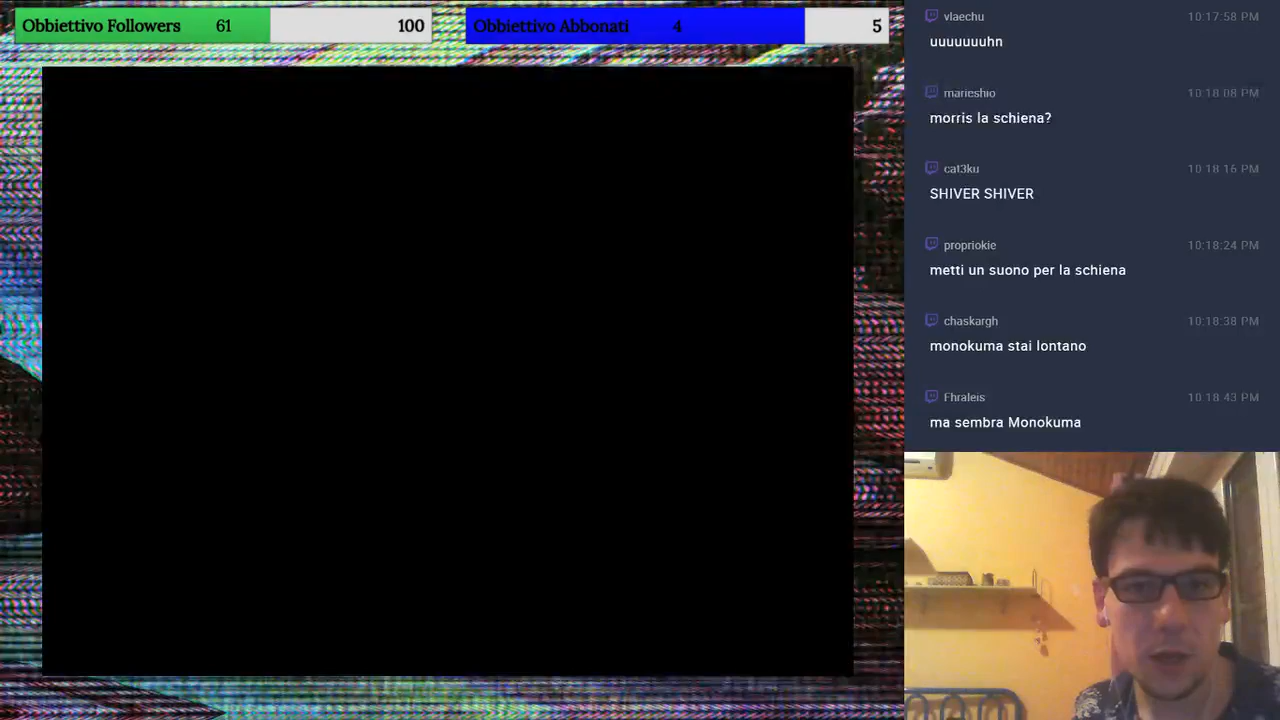 Obbiettivo Followers 61 100
Obbiettivo Abbonati 4 5
vlaechu 10:17:58 PM
uuuuuuuhn
marieshio 10:18:08 PM
morris la schiena?
cat3ku 10:18:16 PM
SHIVER SHIVER
propriokie 10:18:24 PM
metti un suono per la schiena
chaskargh 10:18:38 PM
monokuma stai lontano
Fhraleis 10:18:43 PM
ma sembra Monokuma